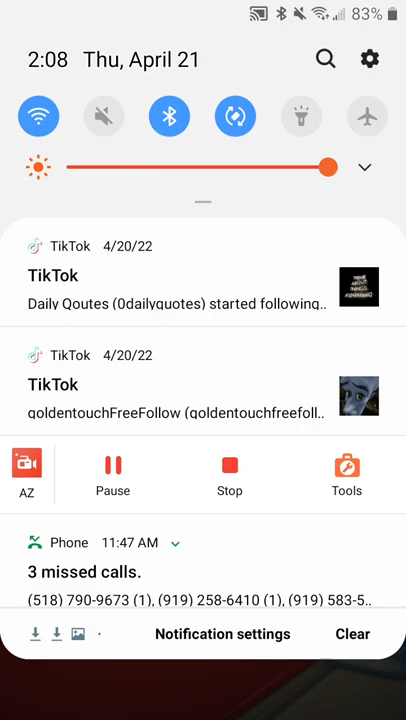 83%
2:08 Thu, April 21
TikTok 4/20/22
TikTok
Daily Qoutes (0dailyquotes) started following..
TikTok 4/20/22
TikTok
goldentouchFreeFollow (goldentouchfreefoll..
AZ Pause Stop Tools
Phone 11:47 AM
3 missed calls.
(518) 790-9673 (1), (919) 258-6410 (1), (919) 583-5..
Notification settings Clear